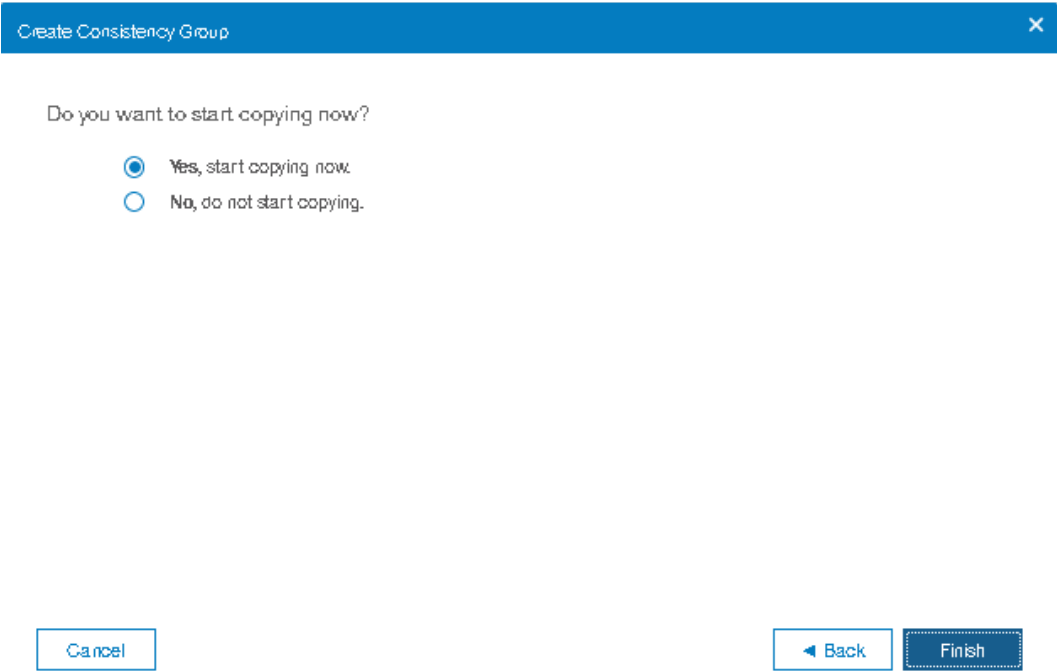 Create Consistency Group
Do you want to start copying now?
Yes, start copying now.
No, do not start copying.
Cancel
Back
Finish